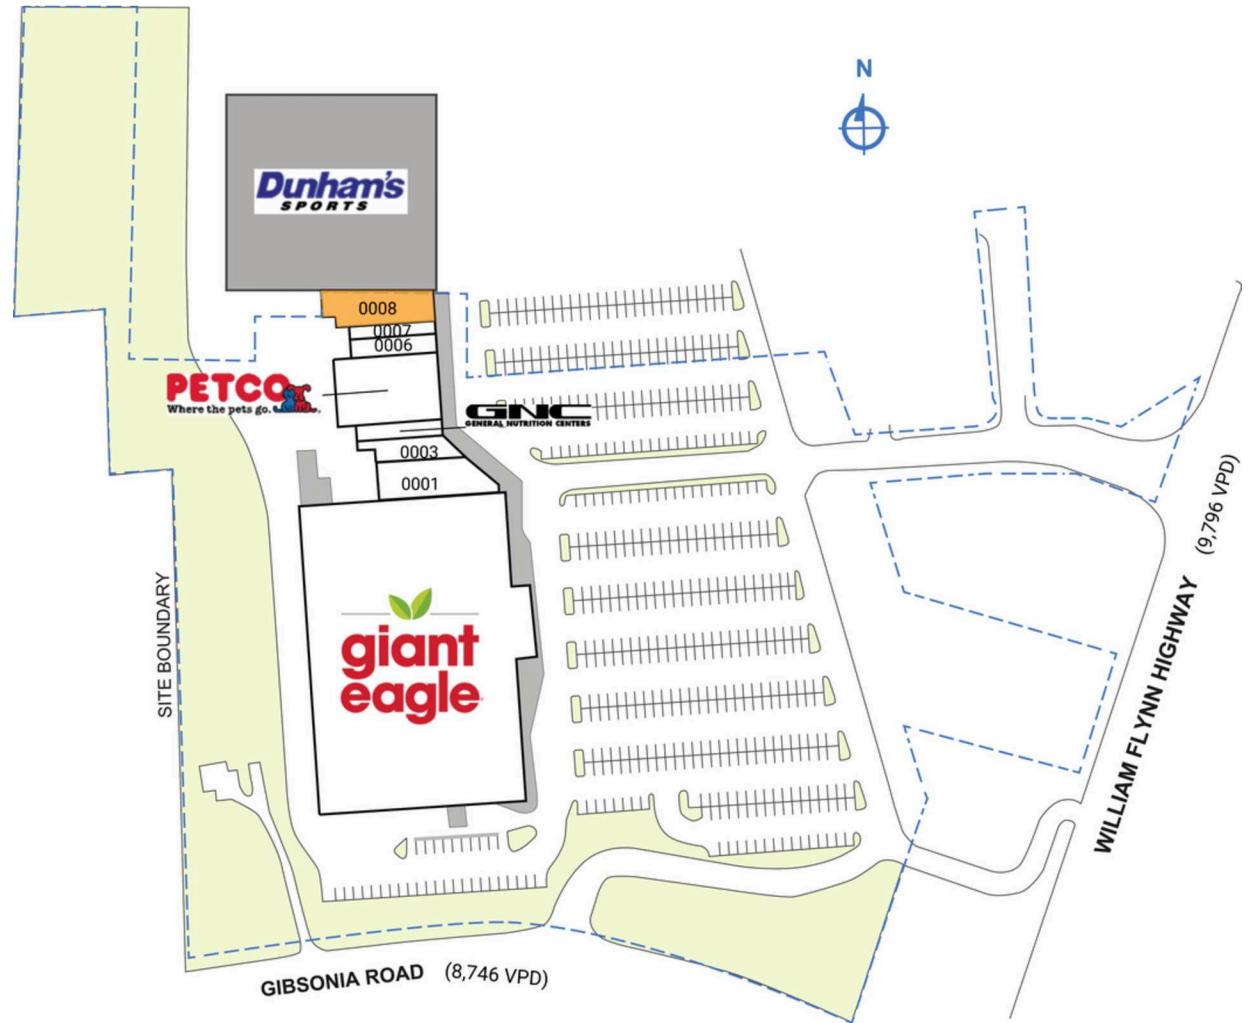 N
Dunham's
SPORTS
0008
0007
0006
PETCO
Where the pets go.
GNC
GENERAL NUTRITION CENTERS
0003
0001
giant
eagle
SITE BOUNDARY
WILLIAM FLYNN HIGHWAY (9,796 VPD)
GIBSONIA ROAD (8,746 VPD)